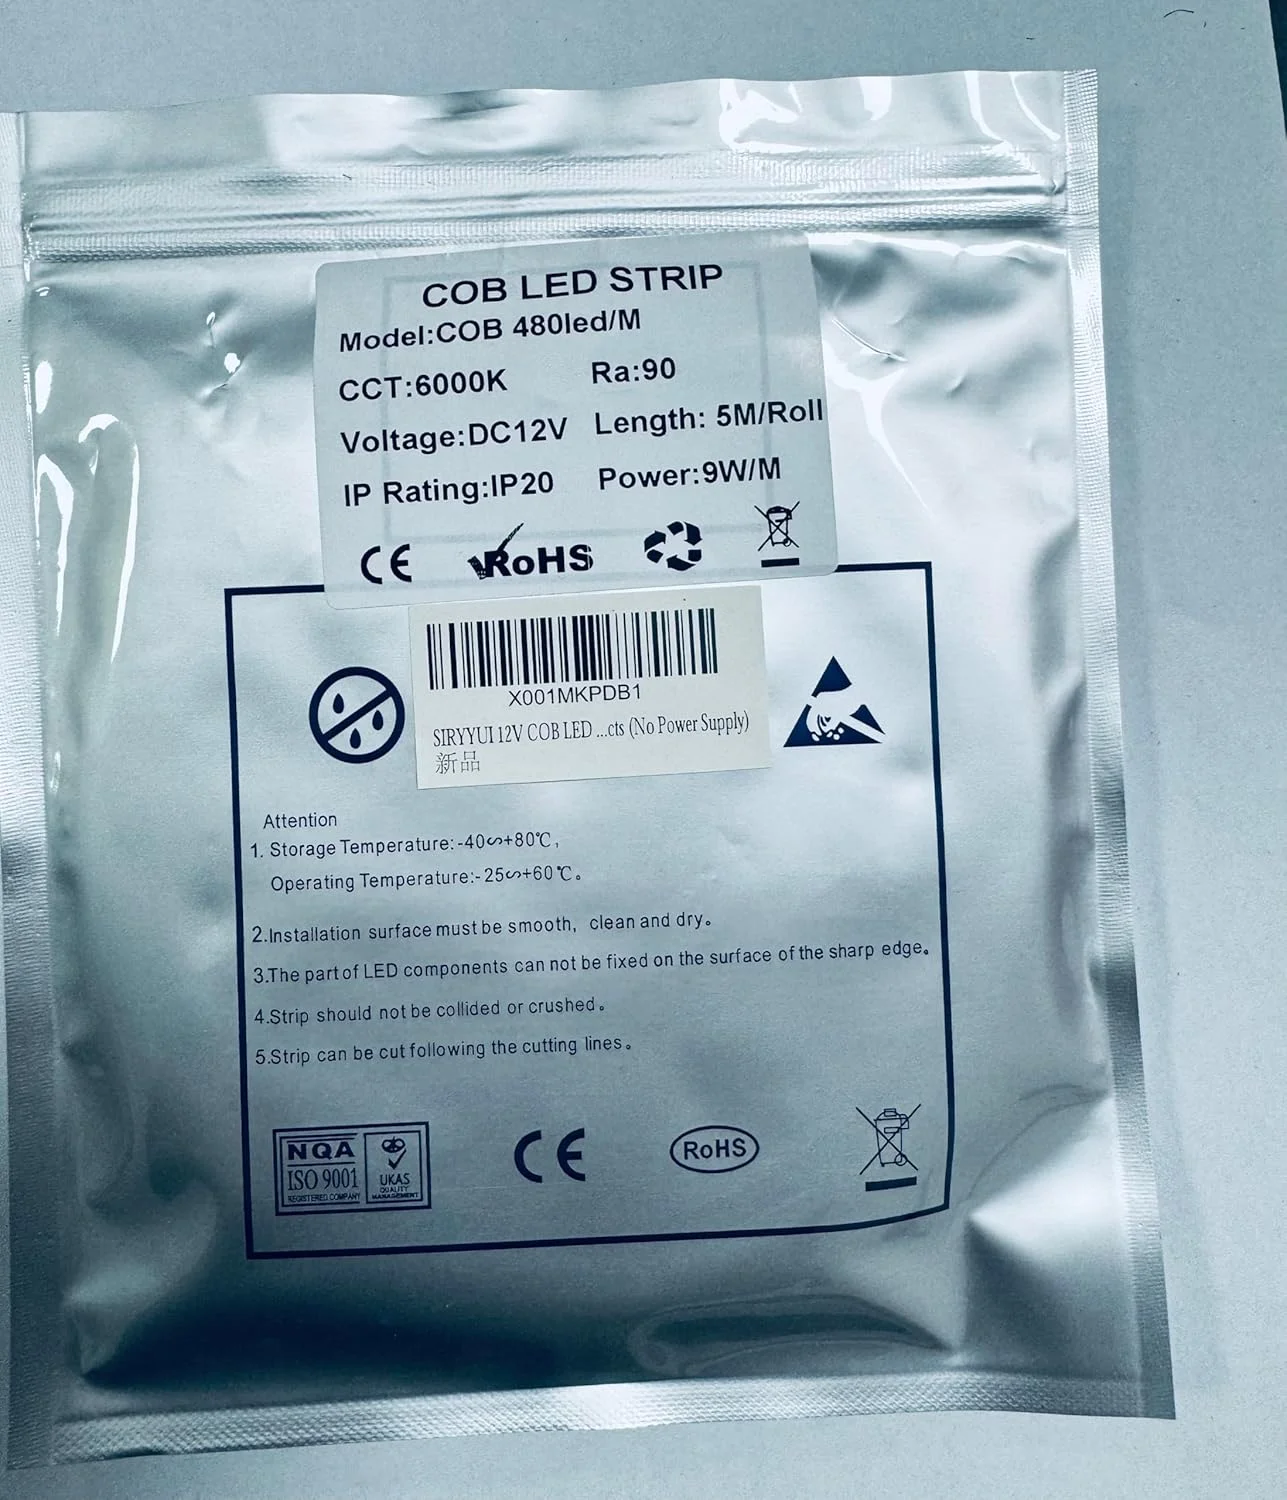 COB LED STRIP
Model:COB 480led/M
CCT:6000K Ra:90
Voltage:DC12V Length: 5M/Roll
IP Rating:IP20 Power:9W/M
CE RoHS
X001MKPDB1
SIRYYUI 12V COB LED ...cts (No Power Supply)
新品
Attention
1. Storage Temperature:-40∽+80℃,
Operating Temperature:-25∽+60℃。
2.Installation surface must be smooth, clean and dry。
3.The part of LED components can not be fixed on the surface of the sharp edge。
4.Strip should not be collided or crushed。
5.Strip can be cut following the cutting lines。
NQA
ISO 9001
REGISTERED COMPANY
UKAS
QUALITY
MANAGEMENT
CE
RoHS